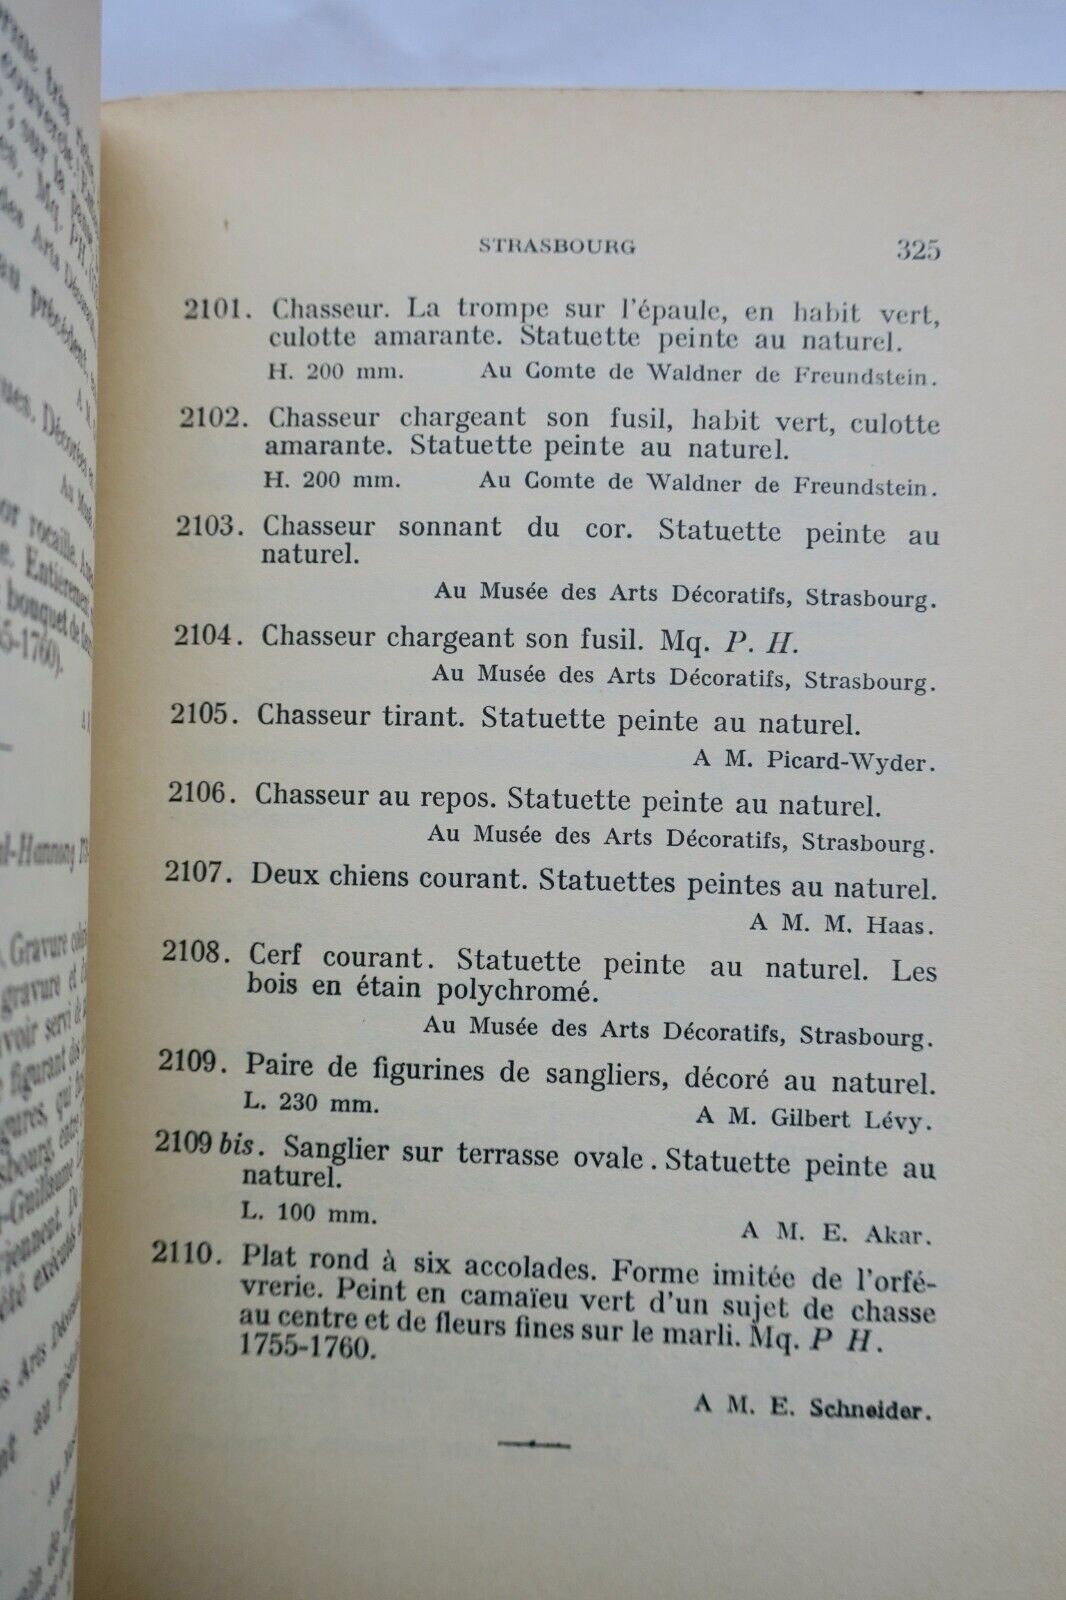 STRASBOURG 325
2101. Chasseur. La trompe sur l'épaule, en habit vert,
culotte amarante. Statuette peinte au naturel.
H. 200 mm. Au Comte de Waldner de Freundstein.
2102. Chasseur chargeant son fusil, habit vert, culotte
amarante. Statuette peinte au naturel.
H. 200 mm. Au Comte de Waldner de Freundstein.
2103. Chasseur sonnant du cor. Statuette peinte au
naturel.
Au Musée des Arts Décoratifs, Strasbourg.
2104. Chasseur chargeant son fusil. Mq. P. H.
Au Musée des Arts Décoratifs, Strasbourg.
2105. Chasseur tirant. Statuette peinte au naturel.
A M. Picard-Wyder.
2106. Chasseur au repos. Statuette peinte au naturel.
Au Musée des Arts Décoratifs, Strasbourg.
2107. Deux chiens courant. Statuettes peintes au naturel.
A M. M. Haas.
2108. Cerf courant. Statuette peinte au naturel. Les
bois en étain polychromé.
Au Musée des Arts Décoratifs, Strasbourg.
2109. Paire de figurines de sangliers, décoré au naturel.
L. 230 mm. A M. Gilbert Lévy.
2109 bis. Sanglier sur terrasse ovale. Statuette peinte au
naturel.
L. 100 mm. A M. E. Akar.
2110. Plat rond à six accolades. Forme imitée de l'orfé-
vrerie. Peint en camaïeu vert d'un sujet de chasse
au centre et de fleurs fines sur le marli. Mq. P H.
1755-1760.
A M. E. Schneider.